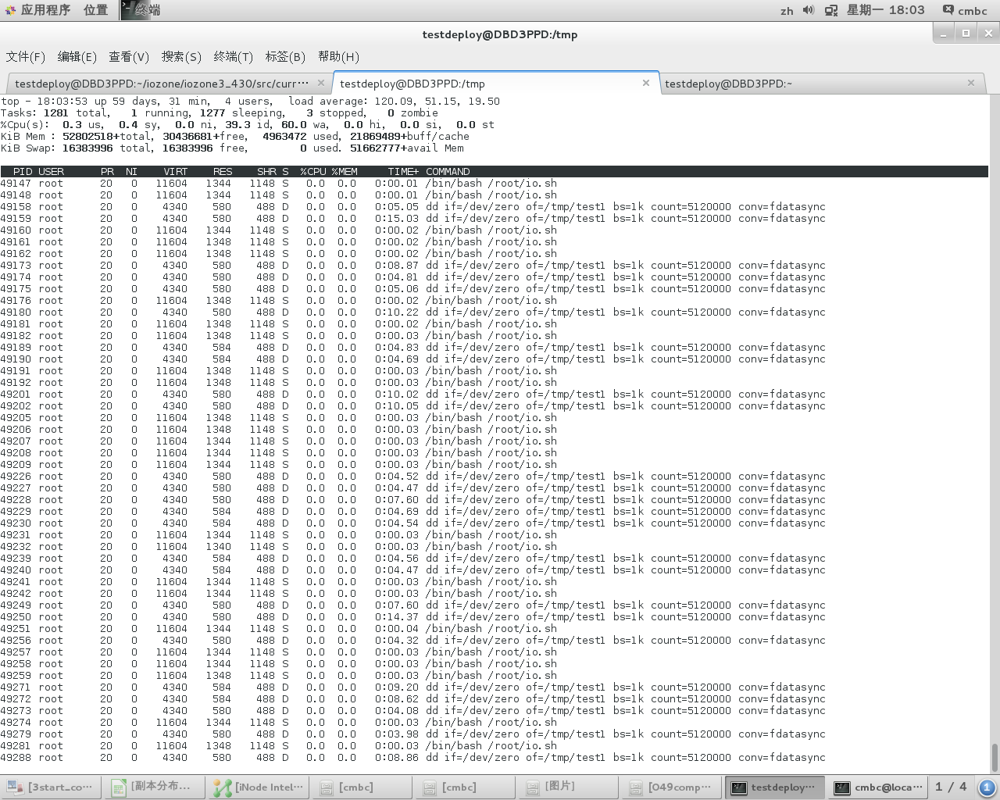 应用程序 位置 终端 zh 星期一 18:03 cmbc
testdeploy@DBD3PPD:/tmp
文件(F) 编辑(E) 查看(V) 搜索(S) 终端(T) 标签(B) 帮助(H)
testdeploy@DBD3PPD:~/iozone/iozone3_430/src/curr··· × testdeploy@DBD3PPD:/tmp × testdeploy@DBD3PPD:~ ×
top - 18:03:53 up 59 days, 31 min, 4 users, load average: 120.09, 51.15, 19.50
Tasks: 1281 total, 1 running, 1277 sleeping, 3 stopped, 0 zombie
%Cpu(s): 0.3 us, 0.4 sy, 0.0 ni, 39.3 id, 60.0 wa, 0.0 hi, 0.0 si, 0.0 st
KiB Mem : 52802518+total, 30436681+free, 4963472 used, 21869489+buff/cache
KiB Swap: 16383996 total, 16383996 free, 0 used. 51662777+avail Mem
PID USER PR NI VIRT RES SHR S %CPU %MEM TIME+ COMMAND
49147 root 20 0 11604 1344 1148 S 0.0 0.0 0:00.01 /bin/bash /root/io.sh
49148 root 20 0 11604 1344 1148 S 0.0 0.0 0:00.01 /bin/bash /root/io.sh
49158 root 20 0 4340 580 488 D 0.0 0.0 0:05.05 dd if=/dev/zero of=/tmp/test1 bs=1k count=5120000 conv=fdatasync
49159 root 20 0 4340 580 488 D 0.0 0.0 0:15.03 dd if=/dev/zero of=/tmp/test1 bs=1k count=5120000 conv=fdatasync
49160 root 20 0 11604 1344 1148 S 0.0 0.0 0:00.02 /bin/bash /root/io.sh
49161 root 20 0 11604 1344 1148 S 0.0 0.0 0:00.02 /bin/bash /root/io.sh
49162 root 20 0 11604 1344 1148 S 0.0 0.0 0:00.02 /bin/bash /root/io.sh
49173 root 20 0 4340 580 488 D 0.0 0.0 0:08.87 dd if=/dev/zero of=/tmp/test1 bs=1k count=5120000 conv=fdatasync
49174 root 20 0 4340 580 488 D 0.0 0.0 0:04.81 dd if=/dev/zero of=/tmp/test1 bs=1k count=5120000 conv=fdatasync
49175 root 20 0 4340 580 488 D 0.0 0.0 0:05.06 dd if=/dev/zero of=/tmp/test1 bs=1k count=5120000 conv=fdatasync
49176 root 20 0 11604 1348 1148 S 0.0 0.0 0:00.02 /bin/bash /root/io.sh
49180 root 20 0 4340 580 488 D 0.0 0.0 0:10.22 dd if=/dev/zero of=/tmp/test1 bs=1k count=5120000 conv=fdatasync
49181 root 20 0 11604 1348 1148 S 0.0 0.0 0:00.02 /bin/bash /root/io.sh
49182 root 20 0 11604 1348 1148 S 0.0 0.0 0:00.03 /bin/bash /root/io.sh
49189 root 20 0 4340 584 488 D 0.0 0.0 0:04.83 dd if=/dev/zero of=/tmp/test1 bs=1k count=5120000 conv=fdatasync
49190 root 20 0 4340 584 488 D 0.0 0.0 0:04.69 dd if=/dev/zero of=/tmp/test1 bs=1k count=5120000 conv=fdatasync
49191 root 20 0 11604 1348 1148 S 0.0 0.0 0:00.03 /bin/bash /root/io.sh
49192 root 20 0 11604 1348 1148 S 0.0 0.0 0:00.03 /bin/bash /root/io.sh
49201 root 20 0 4340 580 488 D 0.0 0.0 0:10.02 dd if=/dev/zero of=/tmp/test1 bs=1k count=5120000 conv=fdatasync
49202 root 20 0 4340 580 488 D 0.0 0.0 0:10.05 dd if=/dev/zero of=/tmp/test1 bs=1k count=5120000 conv=fdatasync
49205 root 20 0 11604 1348 1148 S 0.0 0.0 0:00.03 /bin/bash /root/io.sh
49206 root 20 0 11604 1348 1148 S 0.0 0.0 0:00.03 /bin/bash /root/io.sh
49207 root 20 0 11604 1348 1148 S 0.0 0.0 0:00.03 /bin/bash /root/io.sh
49208 root 20 0 11604 1348 1148 S 0.0 0.0 0:00.03 /bin/bash /root/io.sh
49209 root 20 0 11604 1344 1148 S 0.0 0.0 0:00.03 /bin/bash /root/io.sh
49226 root 20 0 4340 580 488 D 0.0 0.0 0:04.52 dd if=/dev/zero of=/tmp/test1 bs=1k count=5120000 conv=fdatasync
49227 root 20 0 4340 580 488 D 0.0 0.0 0:04.47 dd if=/dev/zero of=/tmp/test1 bs=1k count=5120000 conv=fdatasync
49228 root 20 0 4340 580 488 D 0.0 0.0 0:07.60 dd if=/dev/zero of=/tmp/test1 bs=1k count=5120000 conv=fdatasync
49229 root 20 0 4340 584 488 D 0.0 0.0 0:04.69 dd if=/dev/zero of=/tmp/test1 bs=1k count=5120000 conv=fdatasync
49230 root 20 0 4340 584 488 D 0.0 0.0 0:04.54 dd if=/dev/zero of=/tmp/test1 bs=1k count=5120000 conv=fdatasync
49231 root 20 0 11604 1344 1148 S 0.0 0.0 0:00.03 /bin/bash /root/io.sh
49232 root 20 0 11604 1340 1148 S 0.0 0.0 0:00.03 /bin/bash /root/io.sh
49239 root 20 0 4340 584 488 D 0.0 0.0 0:04.56 dd if=/dev/zero of=/tmp/test1 bs=1k count=5120000 conv=fdatasync
49240 root 20 0 4340 584 488 D 0.0 0.0 0:04.47 dd if=/dev/zero of=/tmp/test1 bs=1k count=5120000 conv=fdatasync
49241 root 20 0 11604 1344 1148 S 0.0 0.0 0:00.03 /bin/bash /root/io.sh
49242 root 20 0 11604 1344 1148 S 0.0 0.0 0:00.03 /bin/bash /root/io.sh
49249 root 20 0 4340 580 488 D 0.0 0.0 0:07.60 dd if=/dev/zero of=/tmp/test1 bs=1k count=5120000 conv=fdatasync
49250 root 20 0 4340 580 488 D 0.0 0.0 0:14.37 dd if=/dev/zero of=/tmp/test1 bs=1k count=5120000 conv=fdatasync
49251 root 20 0 11604 1344 1148 S 0.0 0.0 0:00.04 /bin/bash /root/io.sh
49256 root 20 0 4340 580 488 D 0.0 0.0 0:04.32 dd if=/dev/zero of=/tmp/test1 bs=1k count=5120000 conv=fdatasync
49257 root 20 0 11604 1344 1148 S 0.0 0.0 0:00.03 /bin/bash /root/io.sh
49258 root 20 0 11604 1344 1148 S 0.0 0.0 0:00.03 /bin/bash /root/io.sh
49259 root 20 0 11604 1348 1148 S 0.0 0.0 0:00.03 /bin/bash /root/io.sh
49271 root 20 0 4340 580 488 D 0.0 0.0 0:09.20 dd if=/dev/zero of=/tmp/test1 bs=1k count=5120000 conv=fdatasync
49272 root 20 0 4340 584 488 D 0.0 0.0 0:08.62 dd if=/dev/zero of=/tmp/test1 bs=1k count=5120000 conv=fdatasync
49273 root 20 0 4340 580 488 D 0.0 0.0 0:04.08 dd if=/dev/zero of=/tmp/test1 bs=1k count=5120000 conv=fdatasync
49274 root 20 0 11604 1344 1148 S 0.0 0.0 0:00.03 /bin/bash /root/io.sh
49279 root 20 0 4340 580 488 D 0.0 0.0 0:03.98 dd if=/dev/zero of=/tmp/test1 bs=1k count=5120000 conv=fdatasync
49281 root 20 0 11604 1348 1148 S 0.0 0.0 0:00.03 /bin/bash /root/io.sh
49288 root 20 0 4340 580 488 D 0.0 0.0 0:08.86 dd if=/dev/zero of=/tmp/test1 bs=1k count=5120000 conv=fdatasync
[3start_co··· [副本分布··· [iNode Intel··· [cmbc] [cmbc] [图片] [049comp··· testdeploy··· cmbc@loca··· 1 / 4 1